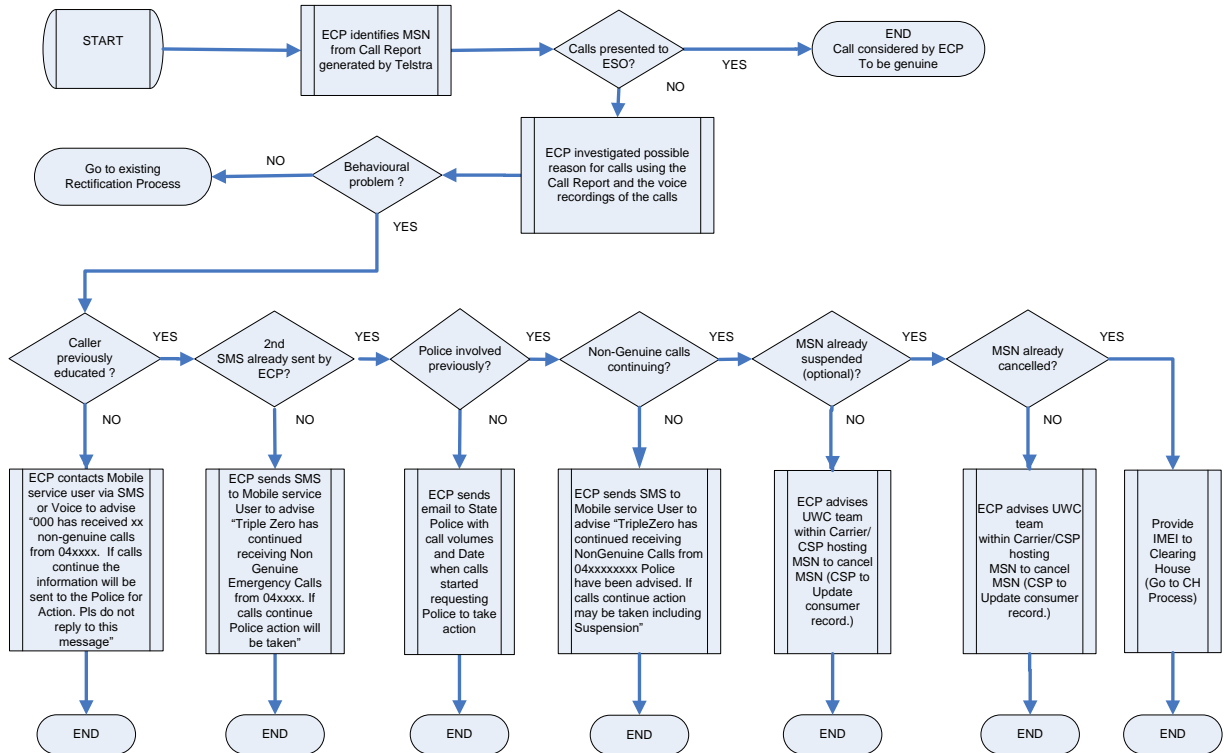 START
ECP identifies MSN
from Call Report
generated by Telstra
Calls presented to
ESO?
YES
END
Call considered by ECP
To be genuine
NO
ECP investigated possible
reason for calls using the
Call Report and the voice
recordings of the calls
Behavioural
problem ?
NO
Go to existing
Rectification Process
YES
Caller
previously
educated ?
YES
2nd
SMS already sent by
ECP?
YES
Police involved
previously?
YES
Non-Genuine calls
continuing?
YES
MSN already
suspended
(optional)?
YES
MSN already
cancelled?
YES
NO
NO
NO
NO
NO
NO
ECP contacts Mobile
service user via SMS
or Voice to advise
“000 has received xx
non-genuine calls
from 04xxxx. If calls
continue the
information will be
sent to the Police for
Action. Pls do not
reply to this
message”
ECP sends SMS
to Mobile service
User to advise
“Triple Zero has
continued
receiving Non
Genuine
Emergency Calls
from 04xxxx. If
calls continue
Police action will
be taken”
ECP sends
email to State
Police with
call volumes
and Date
when calls
started
requesting
Police to take
action
ECP sends SMS to
Mobile service User to
advise “TripleZero has
continued receiving
NonGenuine Calls from
04xxxxxxxx Police
have been advised. If
calls continue action
may be taken including
Suspension”
ECP advises
UWC team
within Carrier/
CSP hosting
MSN to cancel
MSN (CSP to
Update consumer
record.)
ECP advises UWC
team
within Carrier/CSP
hosting
MSN to cancel
MSN (CSP to
Update consumer
record.)
Provide
IMEI to
Clearing
House
(Go to CH
Process)
END
END
END
END
END
END
END